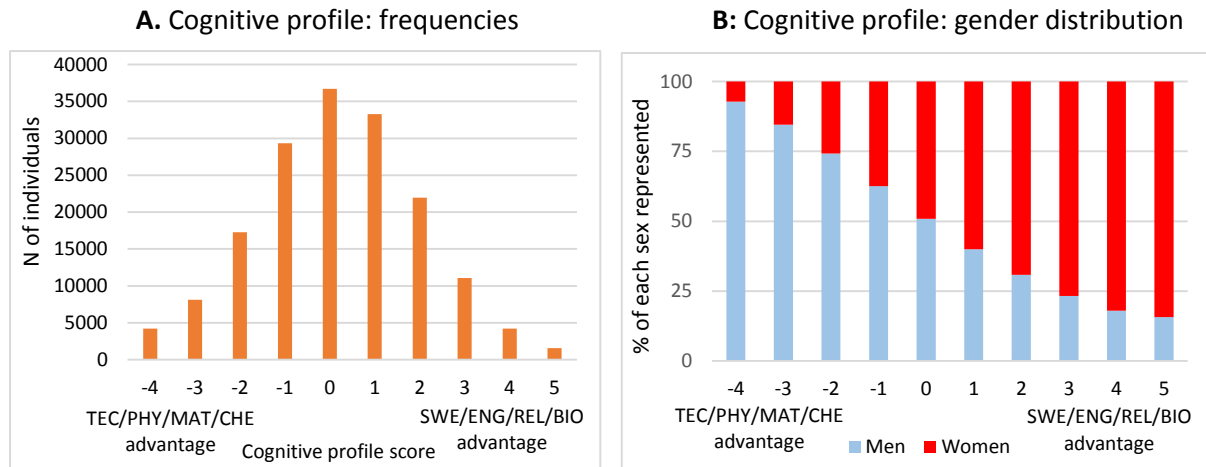 A. Cognitive profile: frequencies
N of individuals
40000
35000
30000
25000
20000
15000
10000
5000
0
-4 -3 -2 -1 0 1 2 3 4 5
TEC/PHY/MAT/CHE
advantage
Cognitive profile score
SWE/ENG/REL/BIO
advantage
B: Cognitive profile: gender distribution
% of each sex represented
100
75
50
25
0
-4 -3 -2 -1 0 1 2 3 4 5
TEC/PHY/MAT/CHE
advantage
SWE/ENG/REL/BIO
advantage
Men Women